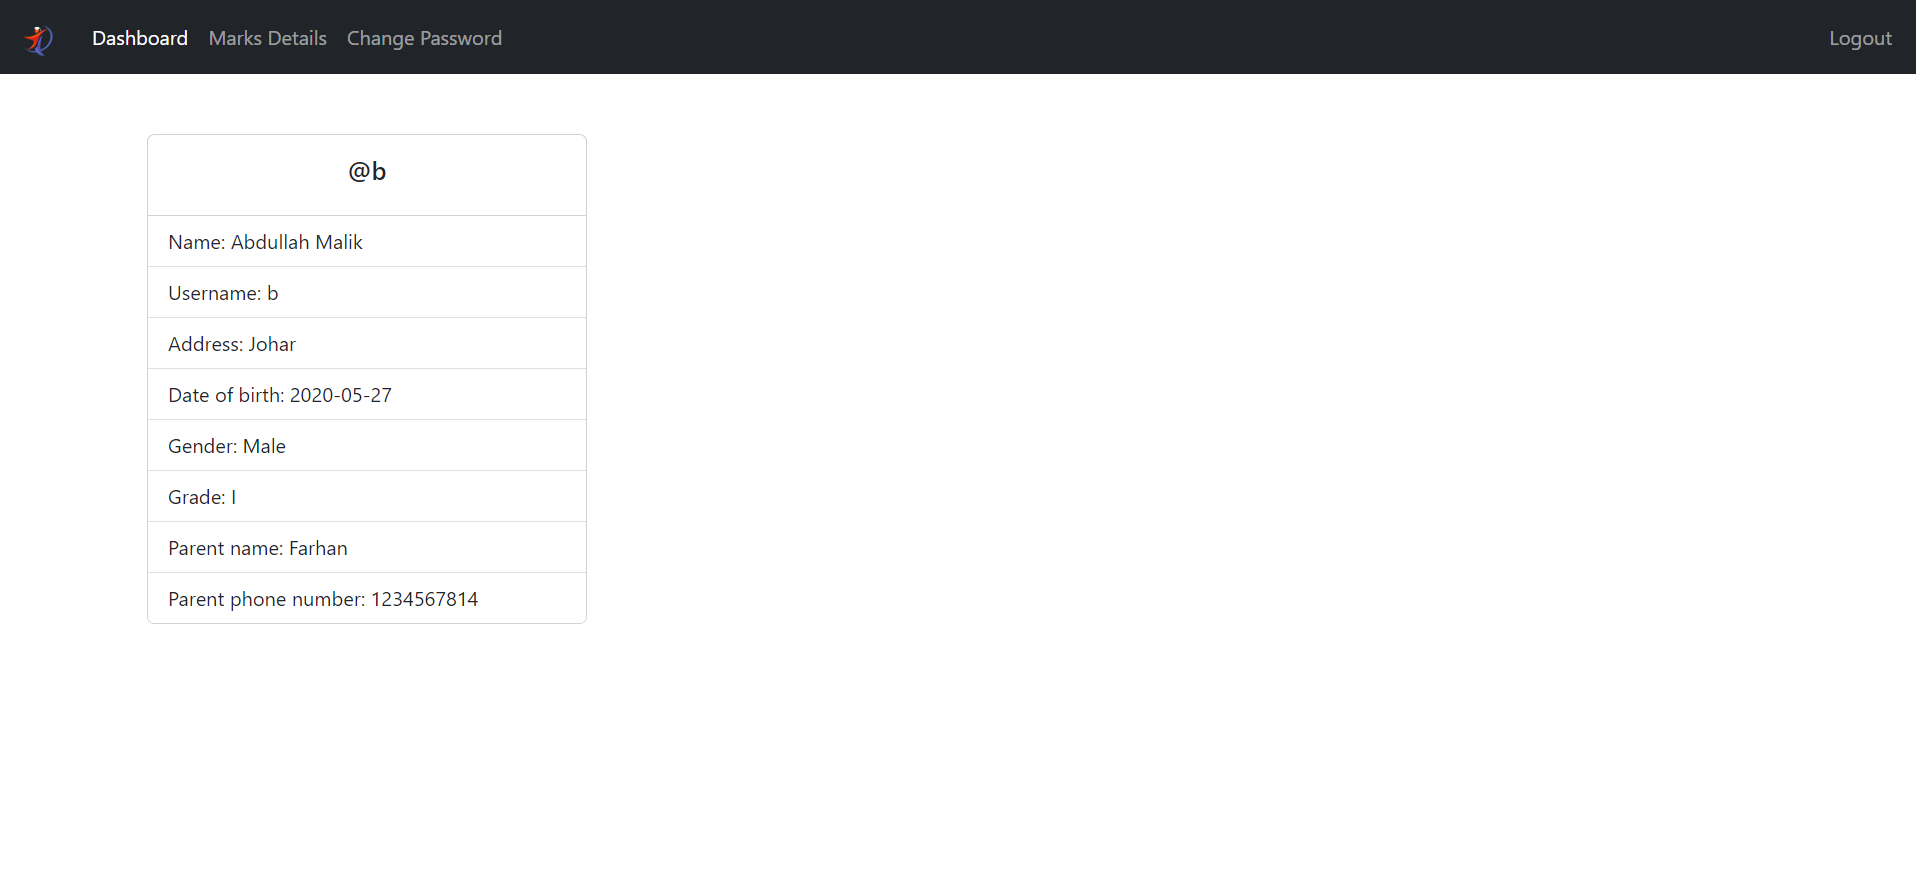 Dashboard Marks Details Change Password Logout
@b
Name: Abdullah Malik
Username: b
Address: Johar
Date of birth: 2020-05-27
Gender: Male
Grade: I
Parent name: Farhan
Parent phone number: 1234567814